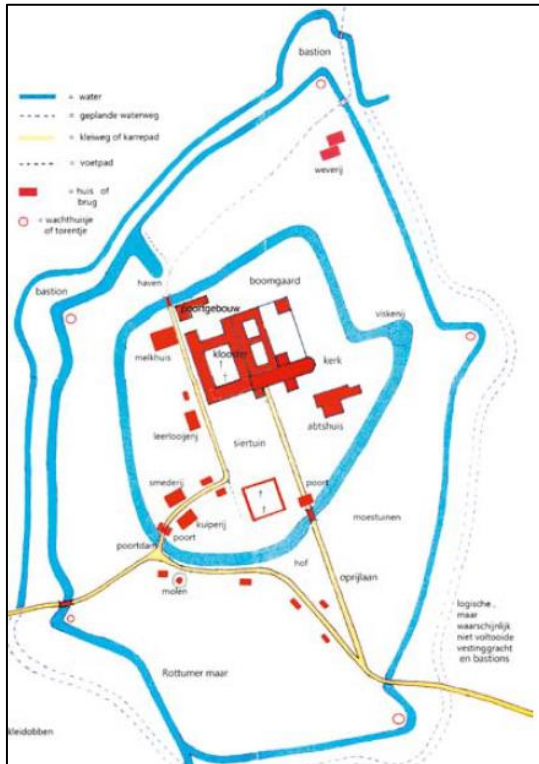 bastion
= water
= geplande waterweg
= kleiweg of karrepad
= voetpad
= huis of
brug
= wachthuisje
of torentje
weverij
bastion
haven
boomgaard
poortgebouw
viskenij
melkhuis
klooster
kerk
abtshuis
leerlooierij
siertuin
smederij
poort
kuiperij
moestuinen
poortdam
poort
hof
oprijlaan
molen
logische,
maar
waarschijnlijk
niet voltooide
vestinggracht
en bastions
Rottumer maar
kleidobben